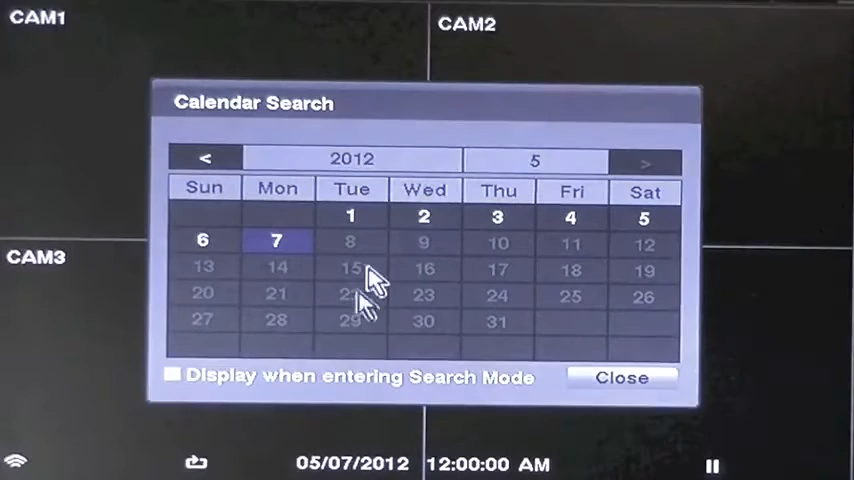 CAM1
CAM2
Calendar Search
< 2012 5 >
Sun Mon Tue Wed Thu Fri Sat
1 2 3 4 5
6 7 8 9 10 11 12
13 14 15 16 17 18 19
20 21 23 24 25 26
27 28 29 30 31
CAM3
Display when entering Search Mode Close
05/07/2012 12:00:00 AM